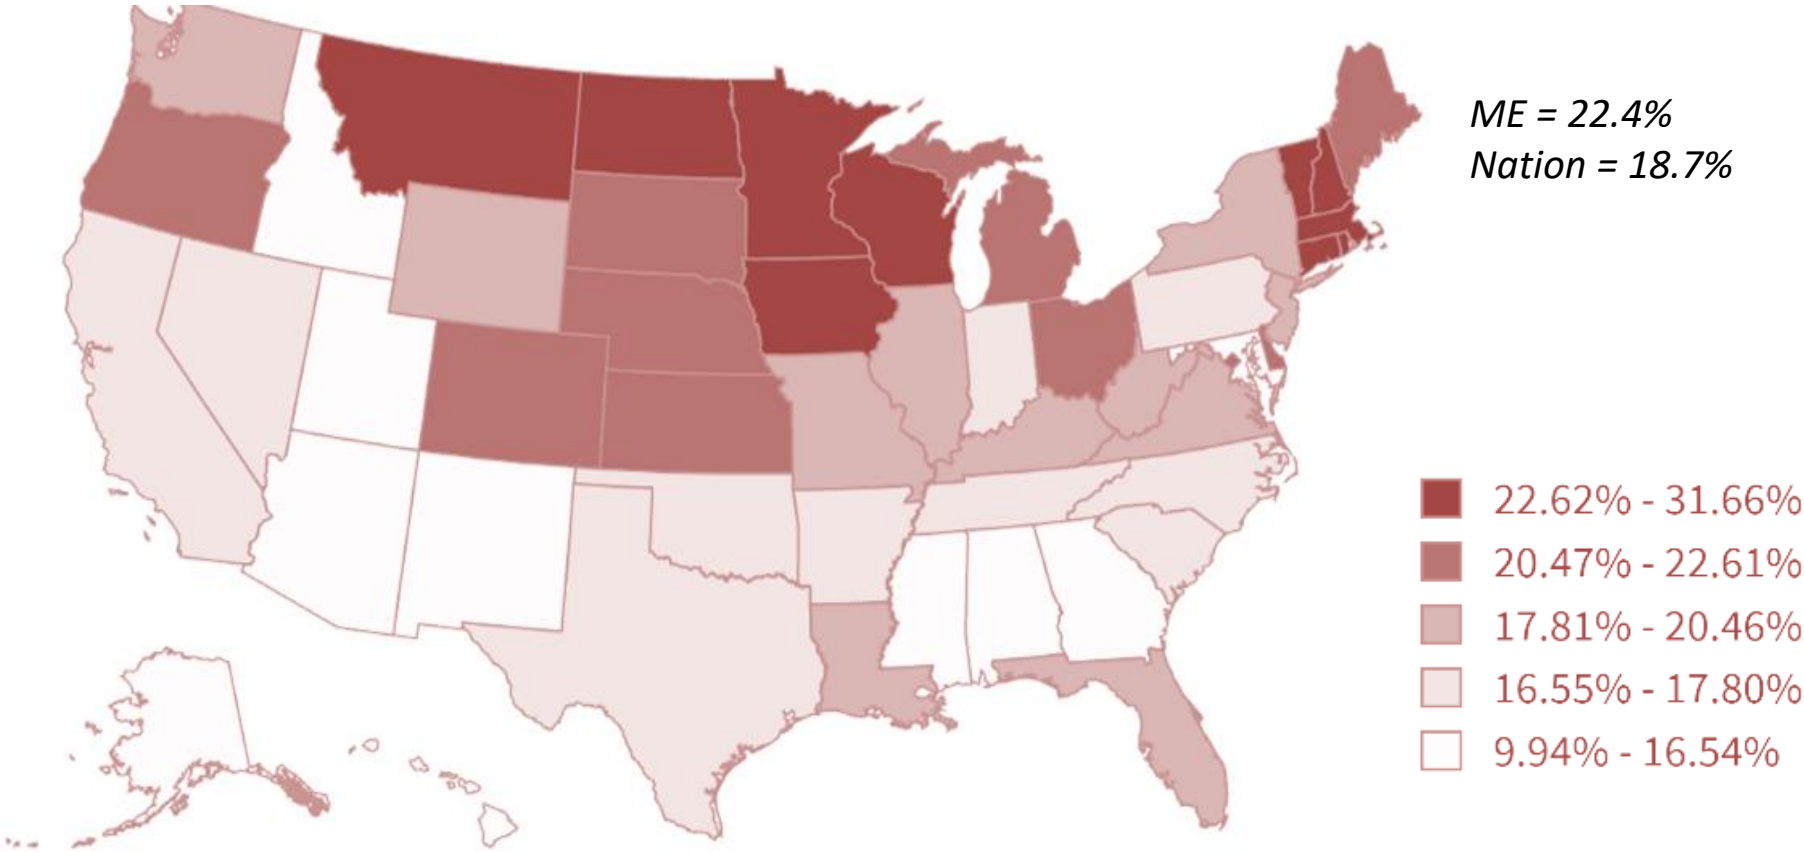 ME = 22.4%
Nation = 18.7%
22.62% - 31.66%
20.47% - 22.61%
17.81% - 20.46%
16.55% - 17.80%
9.94% - 16.54%